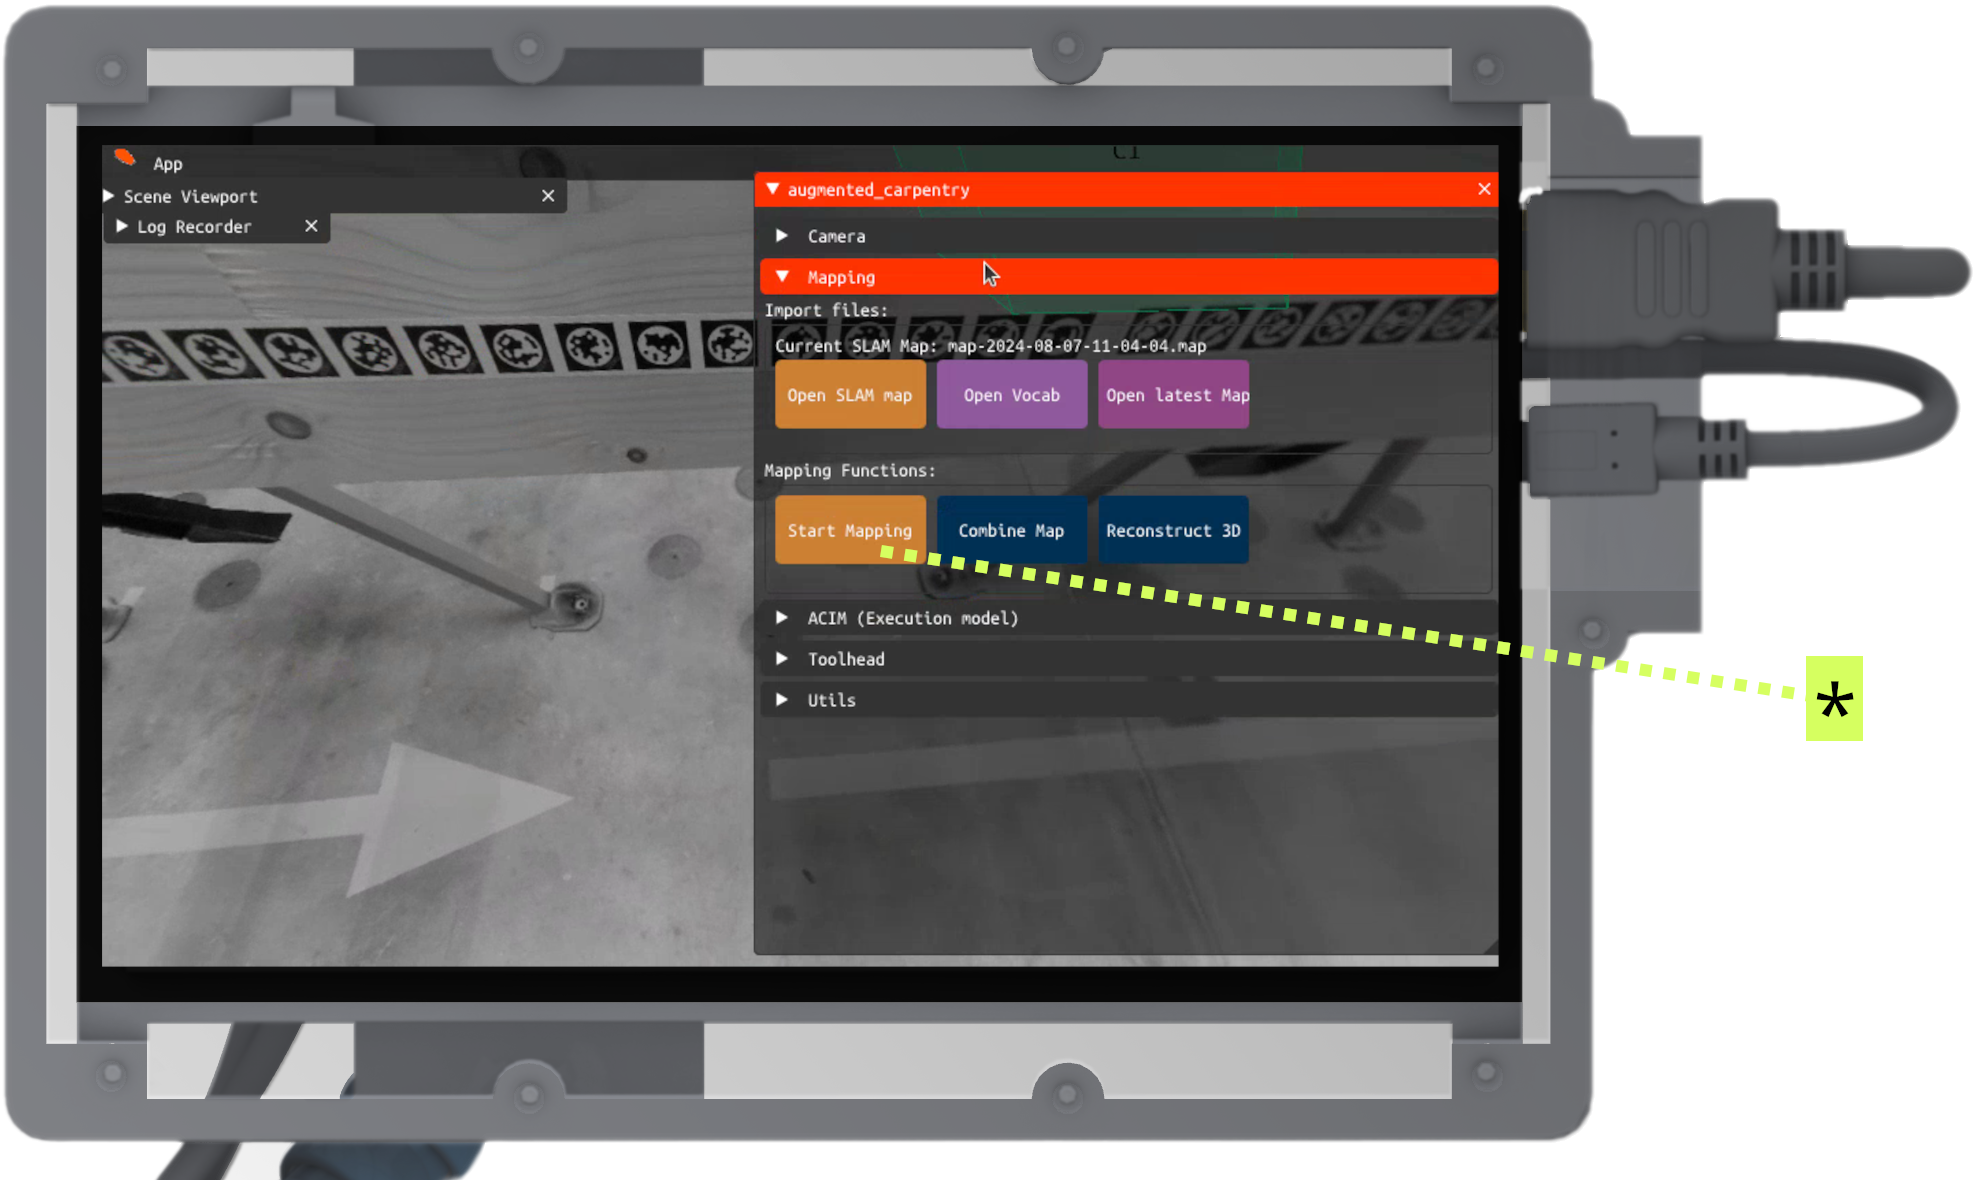 App
Scene Viewport
Log Recorder
C1
augmented_carpentry
Camera
Mapping
Import files:
Current SLAM Map: map-2024-08-07-11-04-04.map
Open SLAM map Open Vocab Open latest Map
Mapping Functions:
Start Mapping Combine Map Reconstruct 3D
ACIM (Execution model)
Toolhead
Utils
*